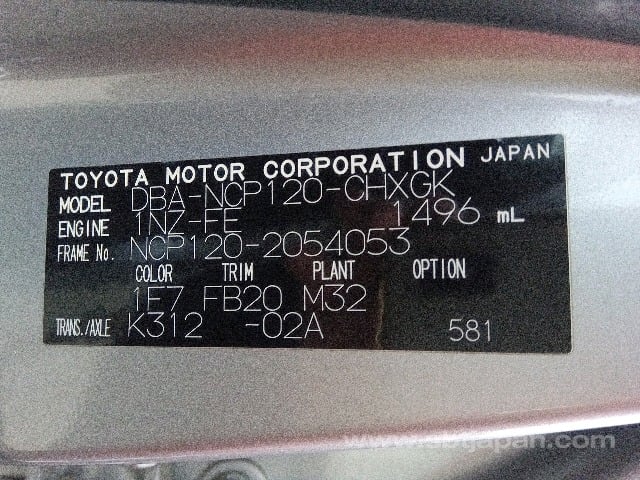 TOYOTA MOTOR CORPORATION JAPAN
MODEL DBA-NCP120-CHXGK
ENGINE 1NZ-FE 1496 mL
FRAME No. NCP120-2054053
COLOR TRIM PLANT OPTION
1E7 FB20 M32
TRANS./AXLE K312 -02A 581